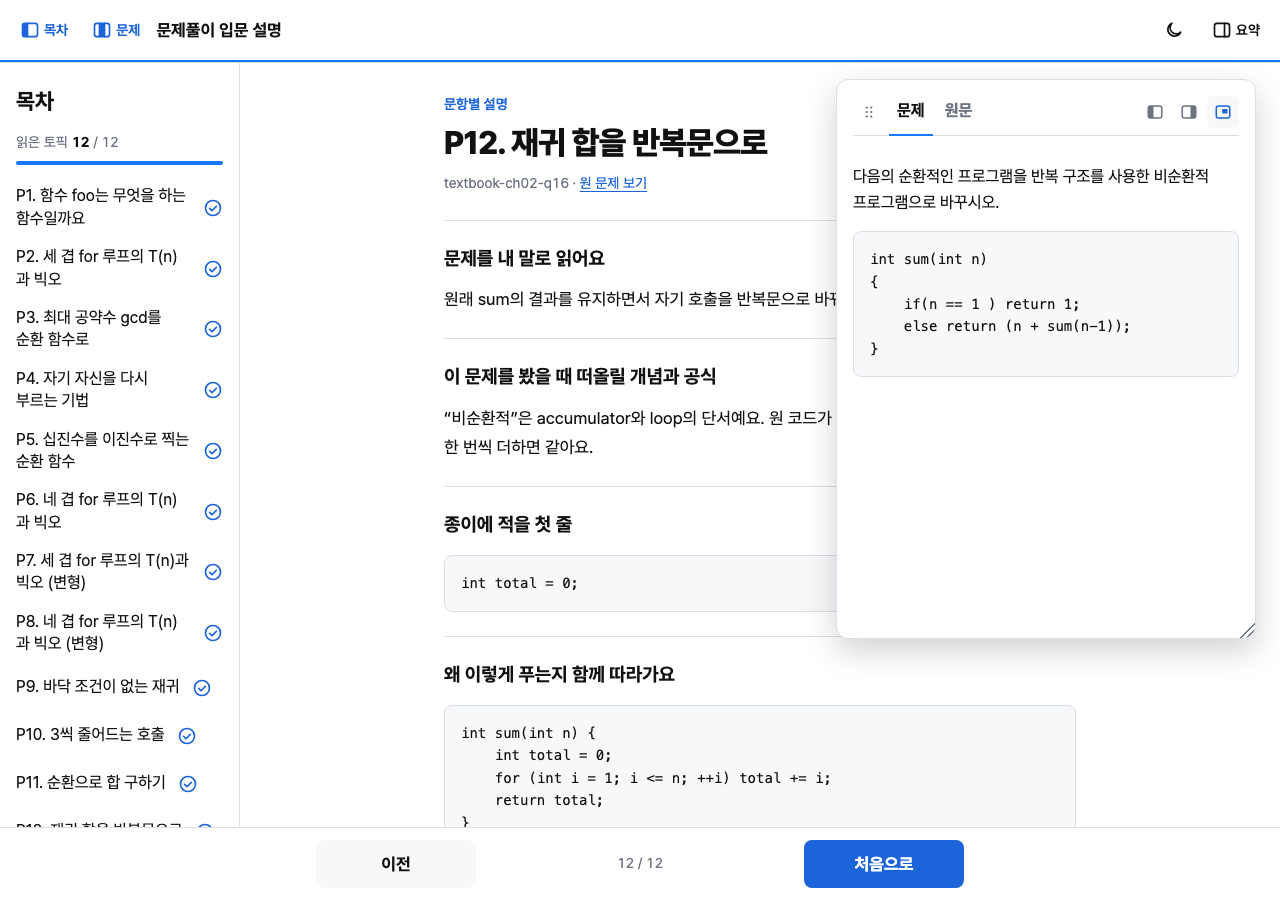 목차
문제
문제풀이 입문 설명
요약
목차
읽은 토픽 12 / 12
P1. 함수 foo는 무엇을 하는
함수일까요
P2. 세 겹 for 루프의 T(n)
과 빅오
P3. 최대 공약수 gcd를
순환 함수로
P4. 자기 자신을 다시
부르는 기법
P5. 십진수를 이진수로 찍는
순환 함수
P6. 네 겹 for 루프의 T(n)
과 빅오
P7. 세 겹 for 루프의 T(n)과
빅오 (변형)
P8. 네 겹 for 루프의 T(n)
과 빅오 (변형)
P9. 바닥 조건이 없는 재귀
P10. 3씩 줄어드는 호출
P11. 순환으로 합 구하기
P12. 재귀 합을 반복문으로
문항별 설명
P12. 재귀 합을 반복문으로
textbook-ch02-q16 · 원 문제 보기
문제를 내 말로 읽어요
원래 sum의 결과를 유지하면서 자기 호출을 반복문으로
이 문제를 봤을 때 떠올릴 개념과 공식
“비순환적”은 accumulator와 loop의 단서예요. 원 코드가
한 번씩 더하면 같아요.
종이에 적을 첫 줄
int total = 0;
왜 이렇게 푸는지 함께 따라가요
int sum(int n) {
    int total = 0;
    for (int i = 1; i <= n; ++i) total += i;
    return total;
}
문제
원문
다음의 순환적인 프로그램을 반복 구조를 사용한 비순환적
프로그램으로 바꾸시오.
int sum(int n)
{
    if(n == 1 ) return 1;
    else return (n + sum(n-1));
}
이전
12 / 12
처음으로